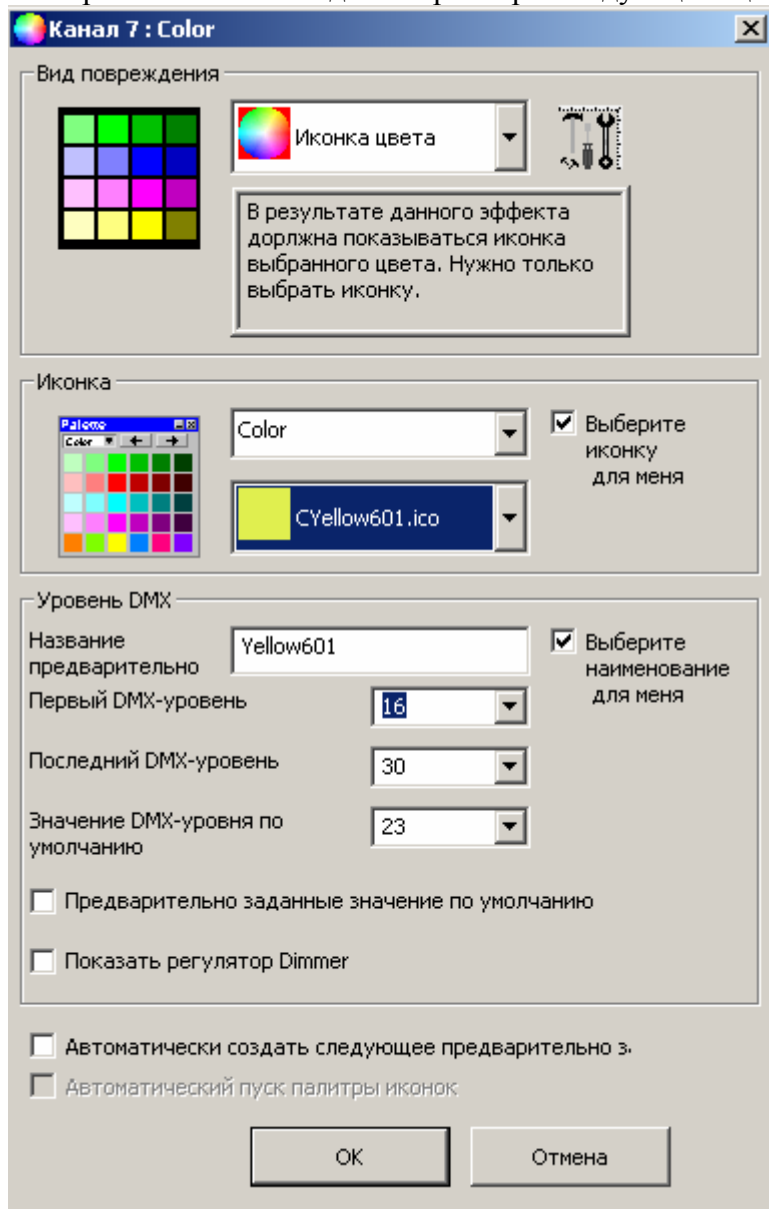 Канал 7 : Color
Вид повреждения
Иконка цвета
В результате данного эффекта
дорлжна показываться иконка
выбранного цвета. Нужно только
выбрать иконку.
Иконка
Palette
Color
Color
Выберите
иконку
для меня
CYellow601.ico
Уровень DMX
Название
предварительно
Yellow601
Выберите
наименование
для меня
Первый DMX-уровень
16
Последний DMX-уровень
30
Значение DMX-уровня по
умолчанию
23
Предварительно заданные значение по умолчанию
Показать регулятор Dimmer
Автоматически создать следующее предварительно з.
Автоматический пуск палитры иконок
OK
Отмена